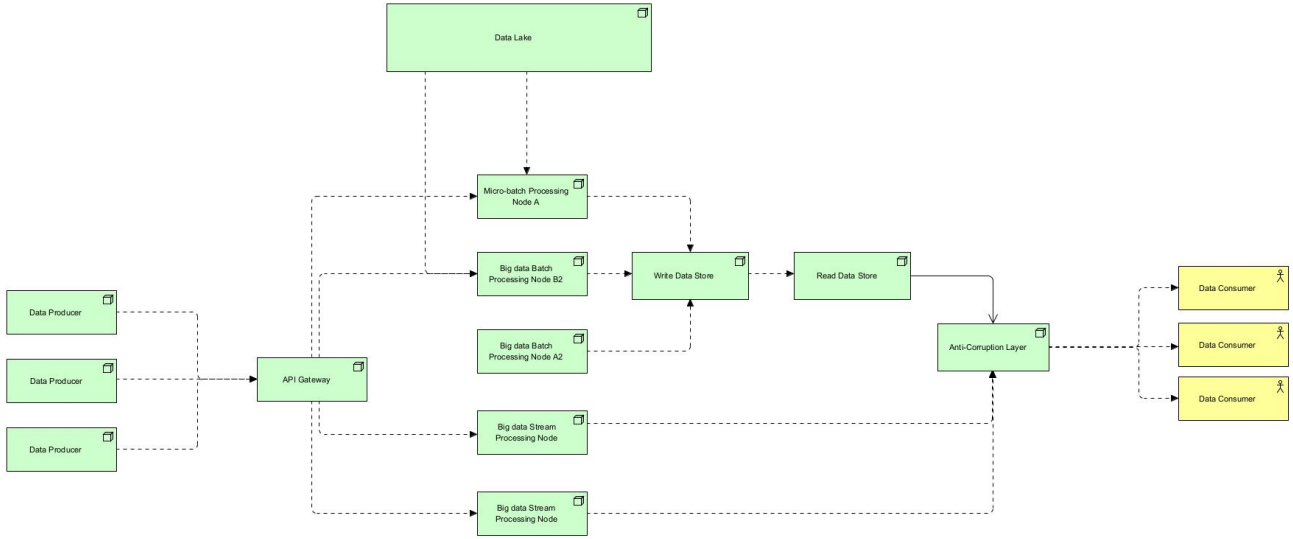 Data Lake
Micro-batch Processing
Node A
Big data Batch
Processing Node B2
Write Data Store
Read Data Store
Data Consumer
Data Producer
Big data Batch
Processing Node A2
Anti-Corruption Layer
Data Consumer
Data Producer
API Gateway
Data Consumer
Big data Stream
Processing Node
Data Producer
Big data Stream
Processing Node